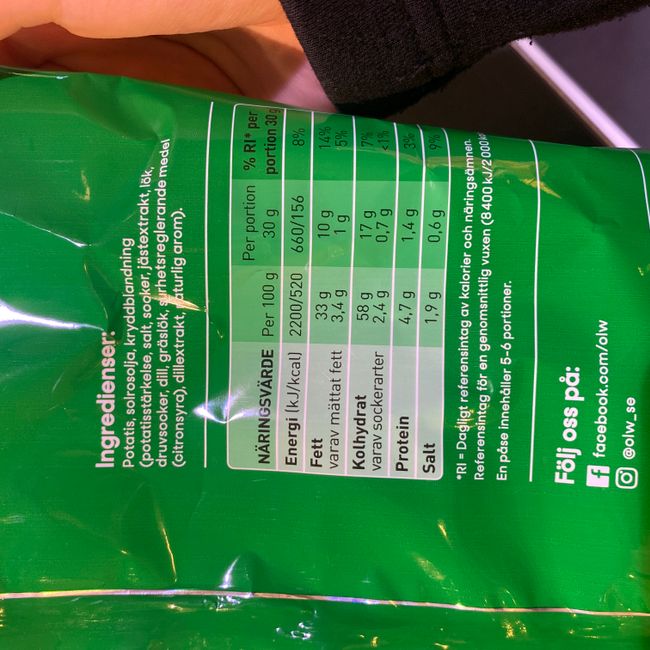 Ingredienser:
Potatis, solrosolja, kryddblandning
(potatisstärkelse, salt, socker, jästextrakt, lök,
druvsocker, dill, gräslök, surhetsreglerande medel
(citronsyra), dillextrakt, naturlig arom).
NÄRINGSVÄRDE Per 100 g Per portion 30 g % RI* per portion 30 g
Energi (kJ/kcal) 2200/520 660/156 8%
Fett 33 g 10 g 14%
varav mättat fett 3,4 g 1 g 5%
Kolhydrat 58 g 17 g 7%
varav sockerarter 2,4 g 0,7 g <1%
Protein 4,7 g 1,4 g 3%
Salt 1,9 g 0,6 g 9%
*RI = Dagligt referensintag av kalorier och näringsämnen.
Referensintag för en genomsnittlig vuxen (8400 kJ/2000
En påse innehåller 5-6 portioner.
Följ oss på:
facebook.com/olw
@olw_se